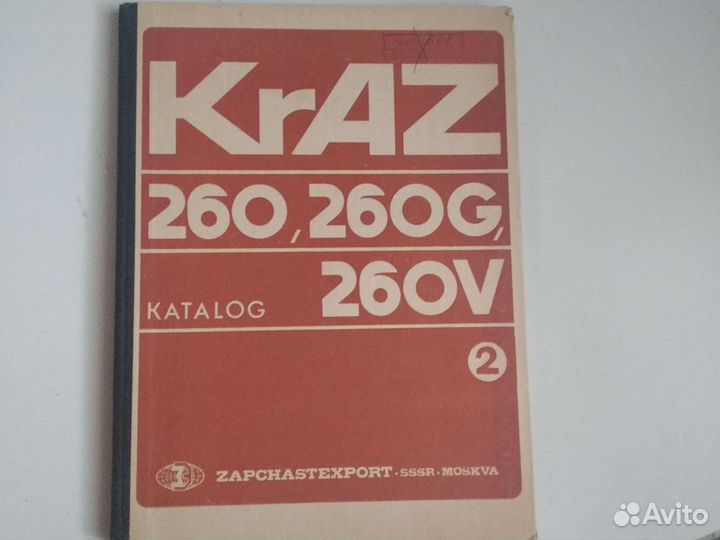 KrAZ
260, 260G,
KATALOG 260V
2
ZAPCHASTEXPORT · SSSR · MOSKVA
Avito